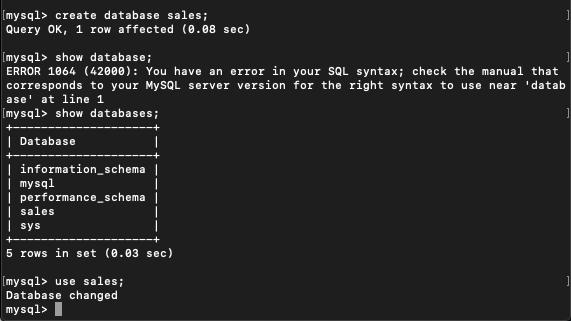 [mysql> create database sales; ]
Query OK, 1 row affected (0.08 sec)
[mysql> show database; ]
ERROR 1064 (42000): You have an error in your SQL syntax; check the manual that
corresponds to your MySQL server version for the right syntax to use near 'datab
ase' at line 1
[mysql> show databases; ]
+--------------------+
| Database           |
+--------------------+
| information_schema |
| mysql              |
| performance_schema |
| sales              |
| sys                |
+--------------------+
5 rows in set (0.03 sec)
[mysql> use sales; ]
Database changed
mysql>